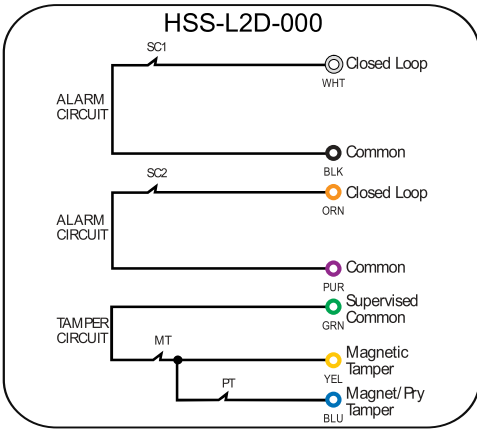 HSS-L2D-000
SC1
Closed Loop
WHT
ALARM
CIRCUIT
Common
BLK
SC2
Closed Loop
ORN
ALARM
CIRCUIT
Common
PUR
Supervised
Common
GRN
TAMPER
CIRCUIT
MT
Magnetic
Tamper
YEL
PT
Magnet/Pry
Tamper
BLU